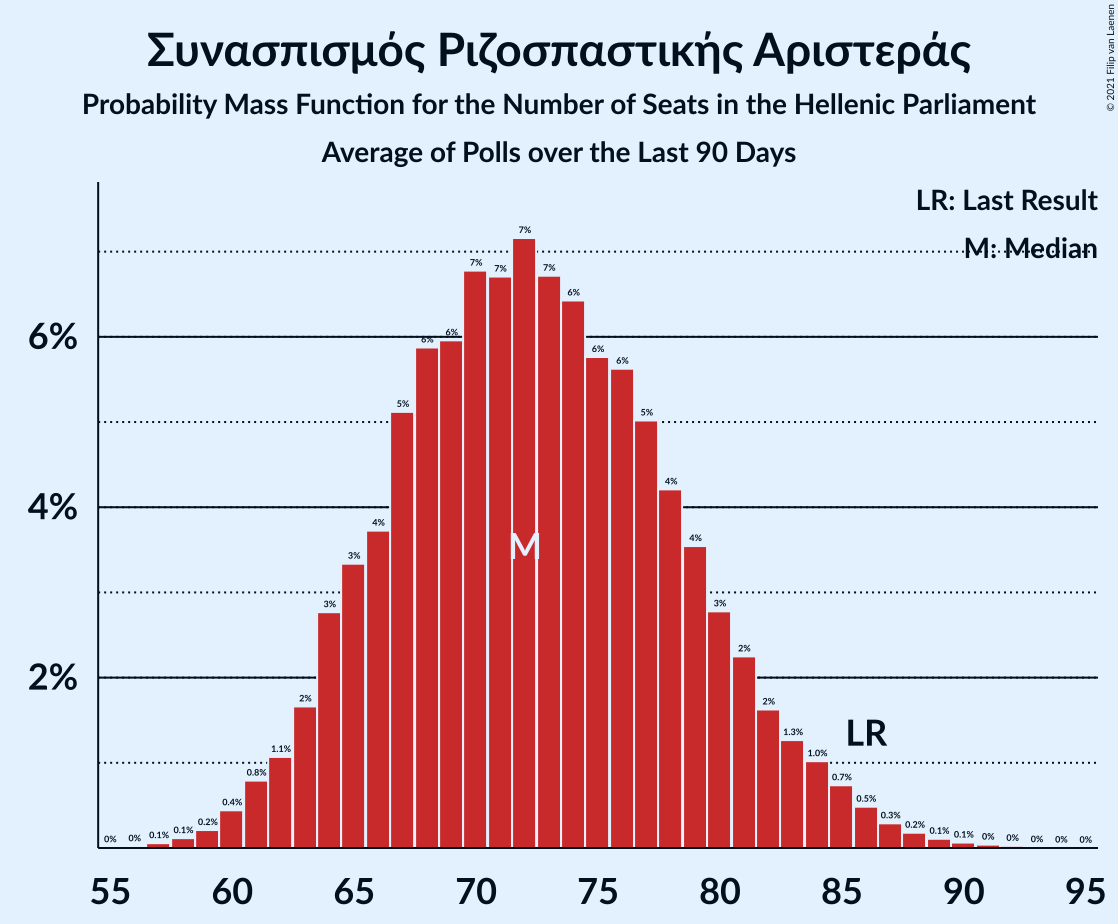 Συνασπισμός Ριζοσπαστικής Αριστεράς
Probability Mass Function for the Number of Seats in the Hellenic Parliament
Average of Polls over the Last 90 Days
© 2021 Filip van Laenen
LR: Last Result
M: Median
6%
4%
2%
0% 0% 0.1% 0.1% 0.2% 0.4% 0.8% 1.1% 2% 3% 3% 4% 5% 6% 6% 7% 7% 7% 7% 6% 6% 6% 5% 4% 4% 3% 2% 2% 1.3% 1.0% 0.7% 0.5% 0.3% 0.2% 0.1% 0.1% 0% 0% 0% 0% 0%
M
LR
55 60 65 70 75 80 85 90 95